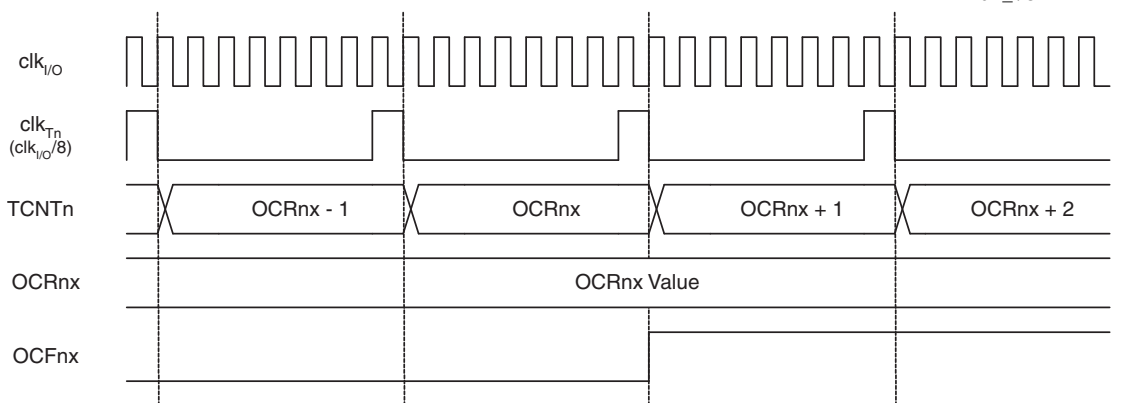 clkI/O
clkTn
(clkI/O/8)
TCNTn OCRnx - 1 OCRnx OCRnx + 1 OCRnx + 2
OCRnx OCRnx Value
OCFnx